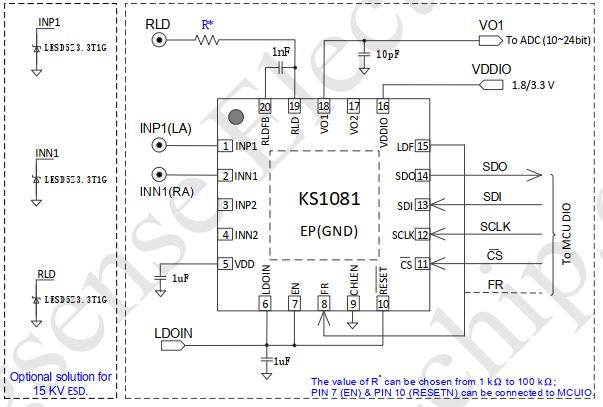 INP1
LESD5Z3.3T1G
INN1
LESD5Z3.3T1G
RLD
LESD5Z3.3T1G
Optional solution for
15 KV ESD.
RLD
R*
1nF
VO1
To ADC (10~24bit)
10pF
VDDIO
1.8/3.3 V
20 19 18 17 16
RLDFB RLD VO1 VO2 VDDIO
INP1(LA)
INN1(RA)
1 INP1
2 INN1
3 INP2
4 INN2
5 VDD
1uF
KS1081
EP(GND)
LDF 15
SDO 14
SDI 13
SCLK 12
CS 11
SDO
SDI
SCLK
CS
FR
To MCU DIO
LDOIN EN FR CHLEN RESET
6 7 8 9 10
LDOIN
1uF
The value of R* can be chosen from 1 kΩ to 100 kΩ;
PIN 7 (EN) & PIN 10 (RESETN) can be connected to MCUIO.